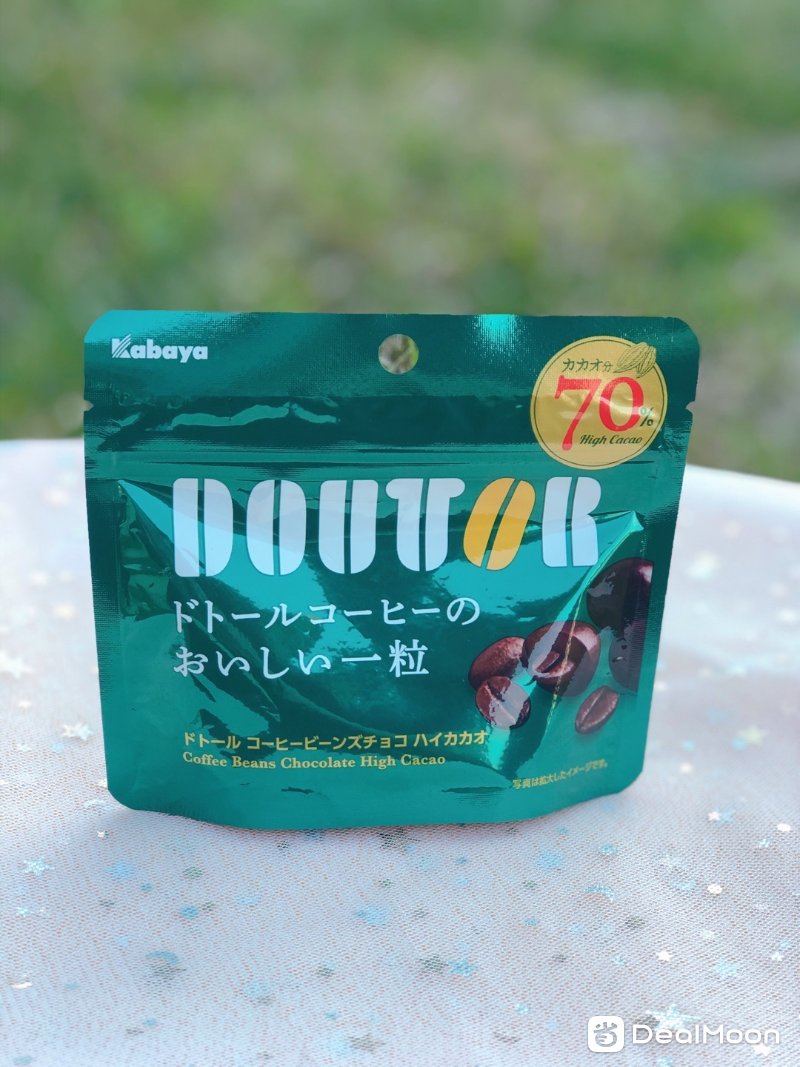 Kabaya
カカオ分
70%
High Cacao
DOUTOR
ドトールコーヒーの
おいしい一粒
ドトール コーヒービーンズチョコ ハイカカオ
Coffee Beans Chocolate High Cacao
写真は拡大したイメージです。
DealMoon